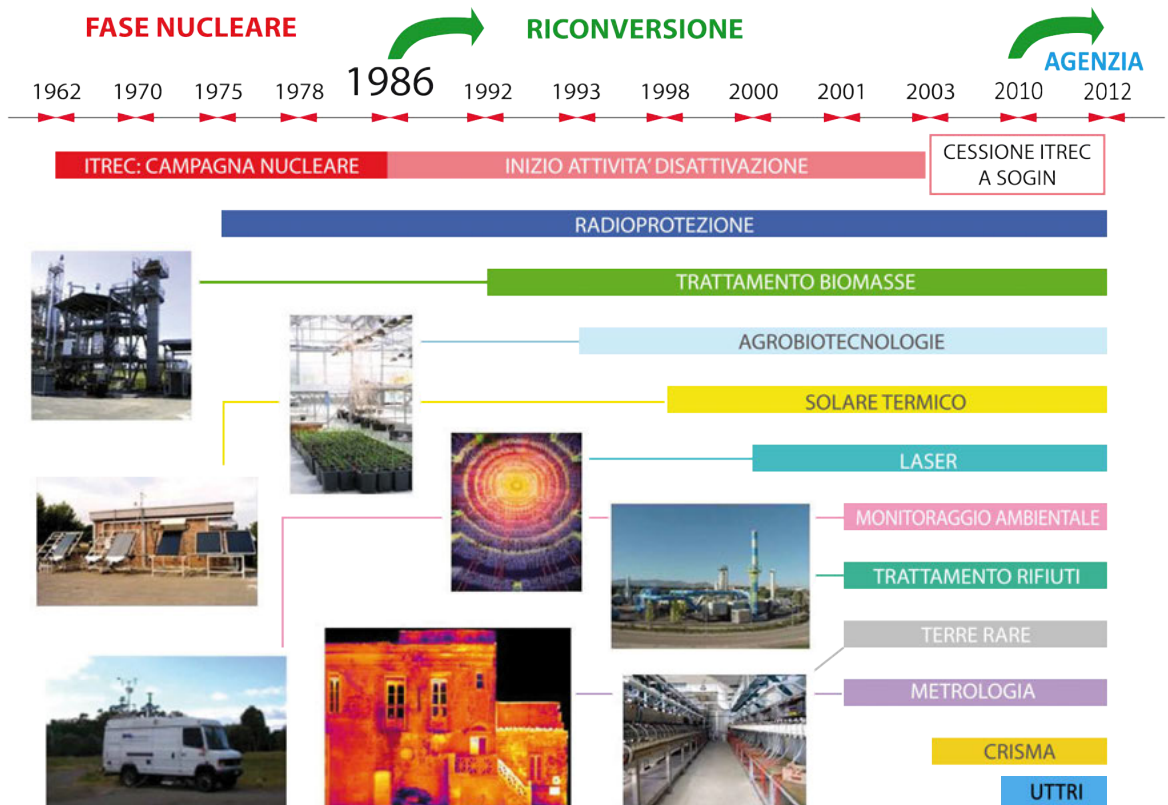 FASE NUCLEARE
RICONVERSIONE
AGENZIA
1962 1970 1975 1978 1986 1992 1993 1998 2000 2001 2003 2010 2012
ITREC: CAMPAGNA NUCLEARE
INIZIO ATTIVITA' DISATTIVAZIONE
CESSIONE ITREC
A SOGIN
RADIOPROTEZIONE
TRATTAMENTO BIOMASSE
AGROBIOTECNOLOGIE
SOLARE TERMICO
LASER
MONITORAGGIO AMBIENTALE
TRATTAMENTO RIFIUTI
TERRE RARE
METROLOGIA
CRISMA
UTTRI